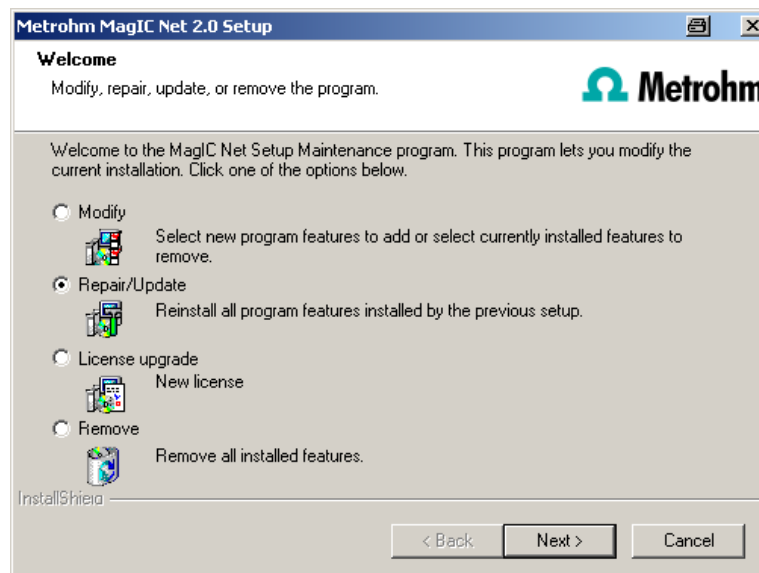 Metrohm MagIC Net 2.0 Setup
Welcome
Modify, repair, update, or remove the program.
Metrohm
Welcome to the MagIC Net Setup Maintenance program. This program lets you modify the
current installation. Click one of the options below.
Modify
Select new program features to add or select currently installed features to
remove.
Repair/Update
Reinstall all program features installed by the previous setup.
License upgrade
New license
Remove
Remove all installed features.
InstallShield
< Back
Next >
Cancel